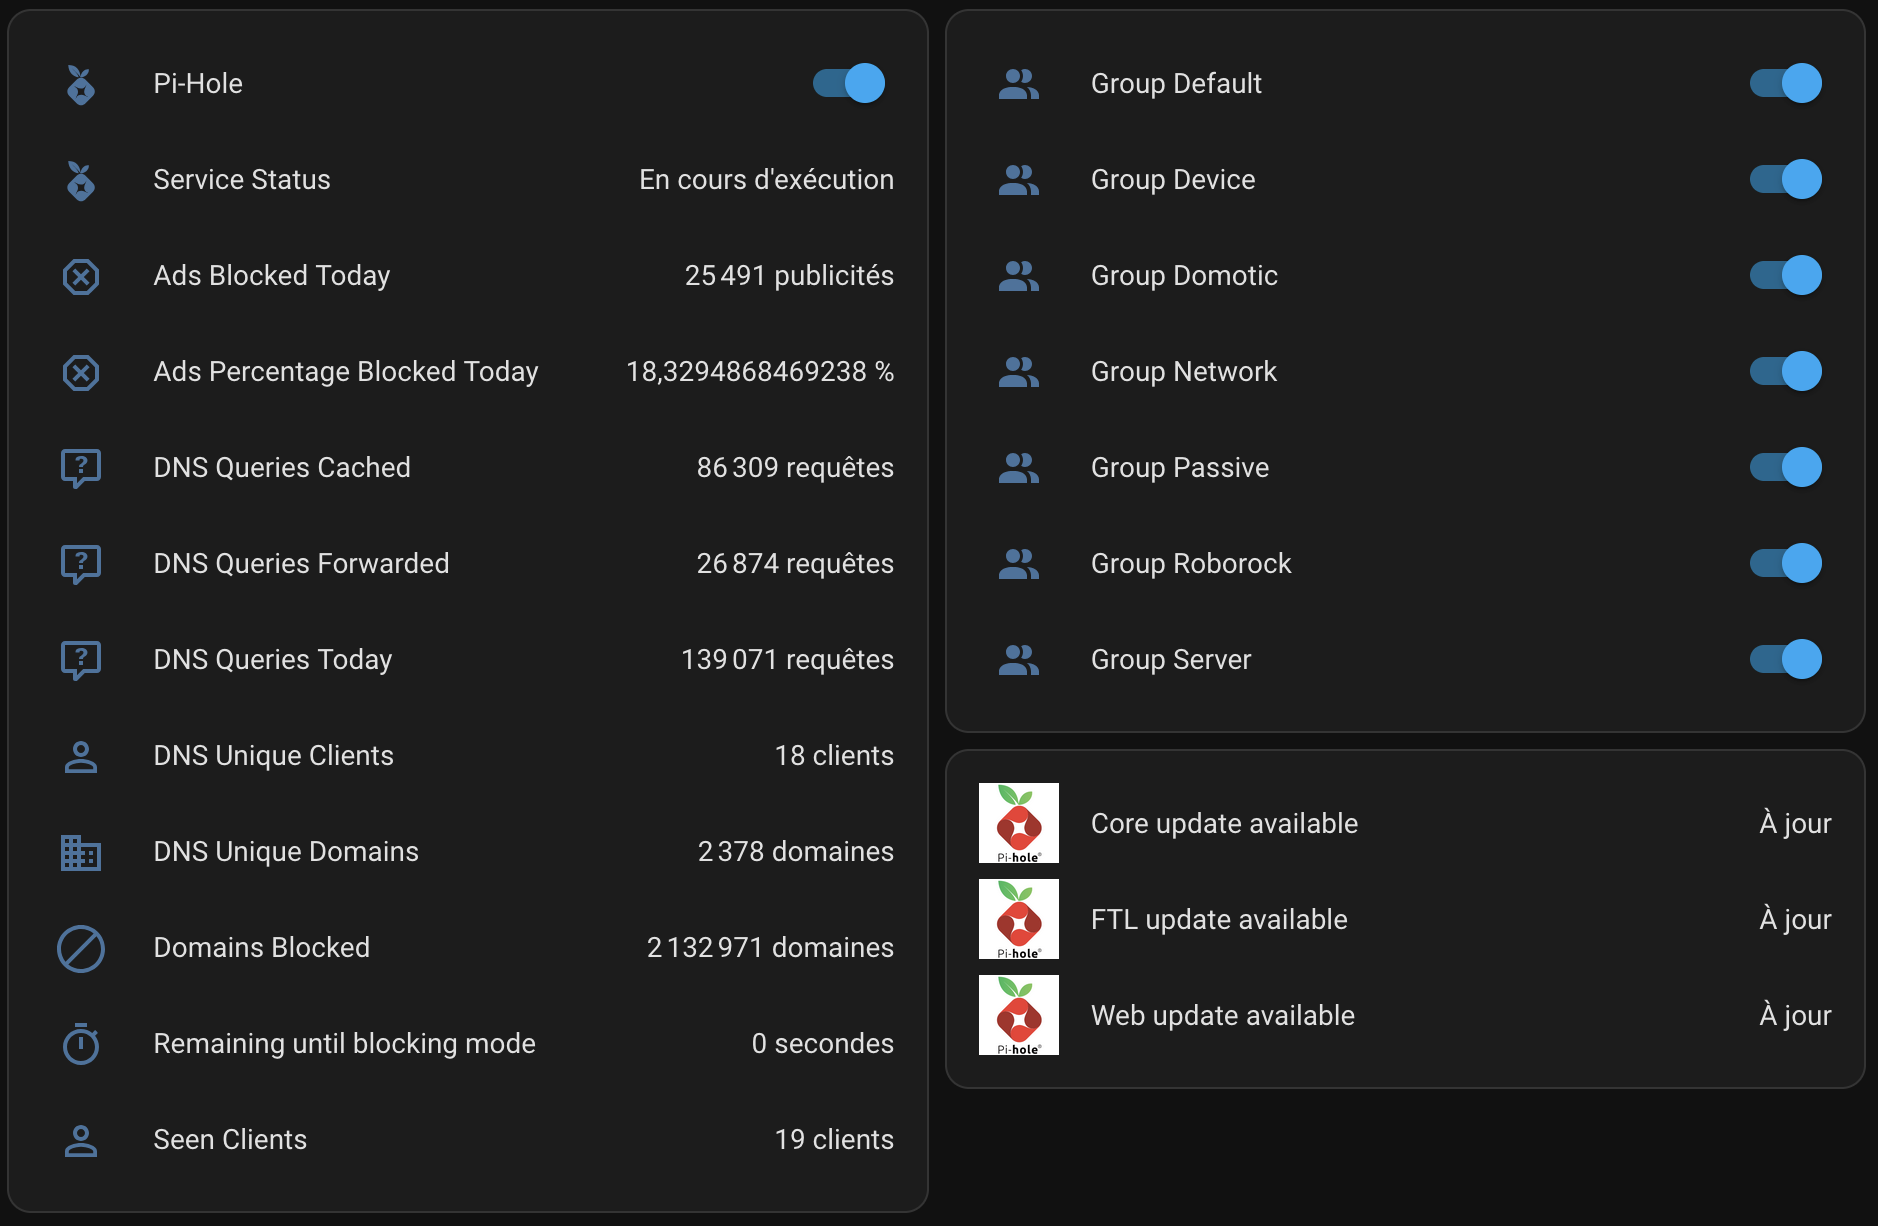 Pi-Hole
Service Status En cours d'exécution
Ads Blocked Today 25 491 publicités
Ads Percentage Blocked Today 18,3294868469238 %
DNS Queries Cached 86 309 requêtes
DNS Queries Forwarded 26 874 requêtes
DNS Queries Today 139 071 requêtes
DNS Unique Clients 18 clients
DNS Unique Domains 2 378 domaines
Domains Blocked 2 132 971 domaines
Remaining until blocking mode 0 secondes
Seen Clients 19 clients
Group Default
Group Device
Group Domotic
Group Network
Group Passive
Group Roborock
Group Server
Pi-hole®
Core update available À jour
Pi-hole®
FTL update available À jour
Pi-hole®
Web update available À jour